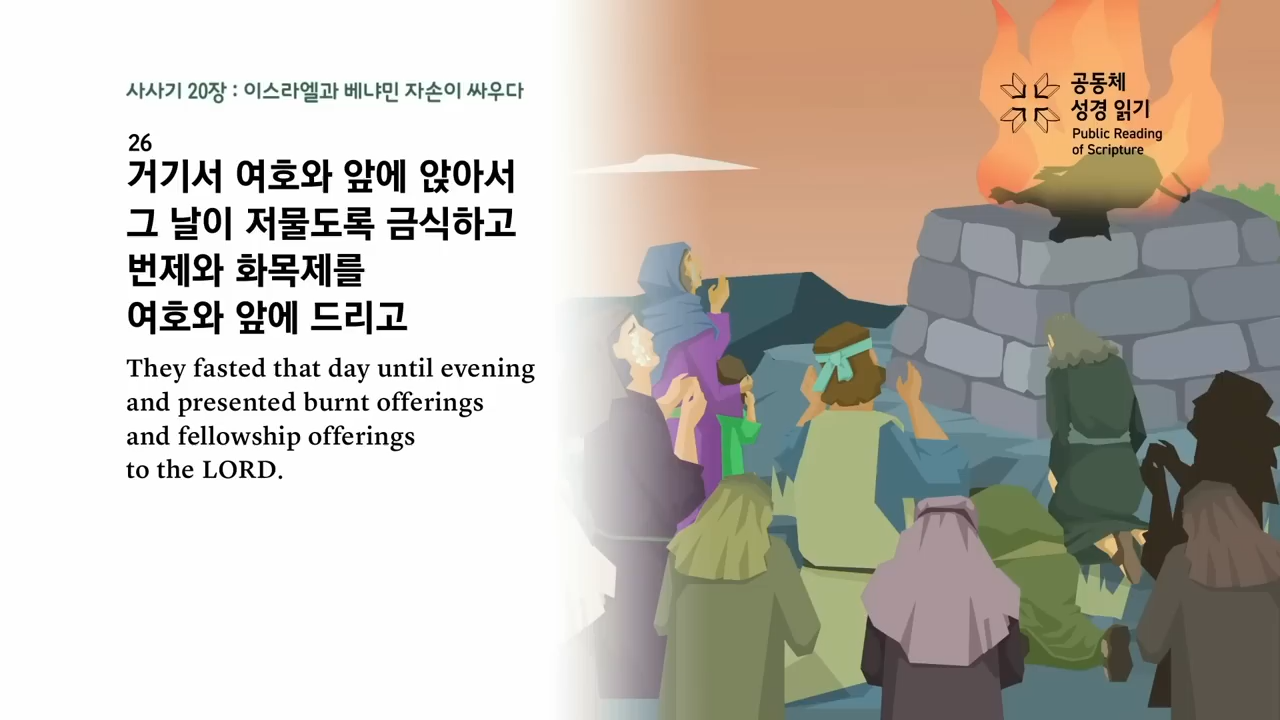 사사기 20장 : 이스라엘과 베냐민 자손이 싸우다
26
거기서 여호와 앞에 앉아서
그 날이 저물도록 금식하고
번제와 화목제를
여호와 앞에 드리고
They fasted that day until evening
and presented burnt offerings
and fellowship offerings
to the LORD.
공동체
성경 읽기
Public Reading
of Scripture